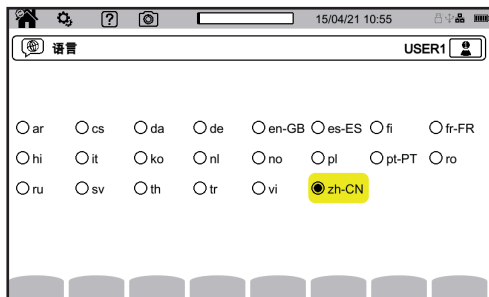 ? 15/04/21 10:55
语言 USER1
ar cs da de en-GB es-ES fi fr-FR
hi it ko nl no pl pt-PT ro
ru sv th tr vi zh-CN